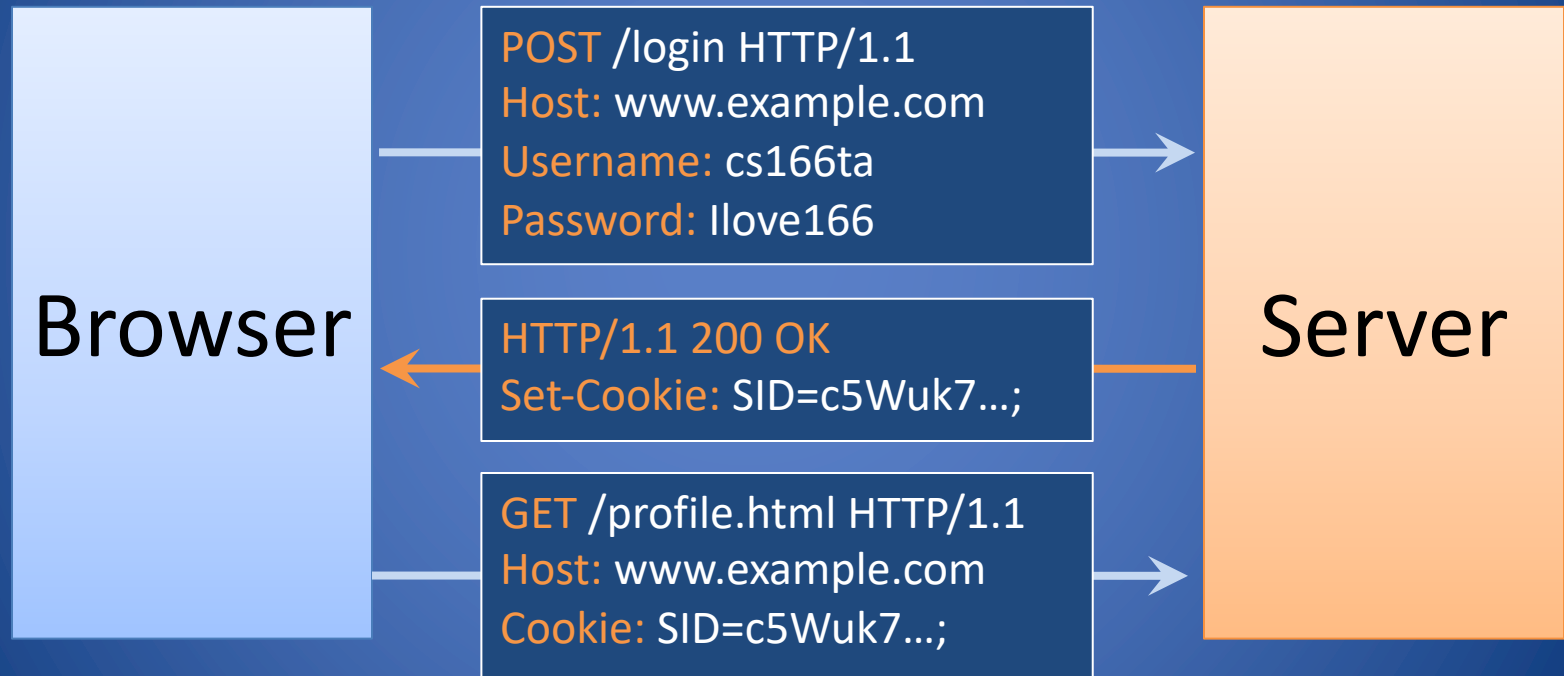 Browser
POST /login HTTP/1.1
Host: www.example.com
Username: cs166ta
Password: Ilove166
HTTP/1.1 200 OK
Set-Cookie: SID=c5Wuk7…;
GET /profile.html HTTP/1.1
Host: www.example.com
Cookie: SID=c5Wuk7…;
Server